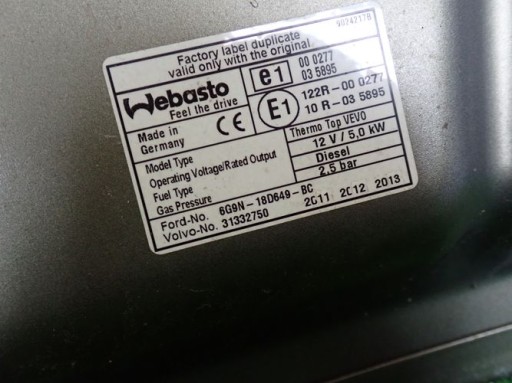 90242178
Factory label duplicate
valid only with the original
Webasto
Feel the drive
e1
00 0277
03 5895
E1
122R-00 0277
10 R-03 5895
Made in
Germany
CE
Model Type
Thermo Top VEVO
Operating Voltage/Rated Output
12 V / 5,0 kW
Fuel Type
Diesel
Gas Pressure
2.5 bar
Ford-No. 6G9N-18D649-BC
Volvo-No. 31332750
2011 2012 2013